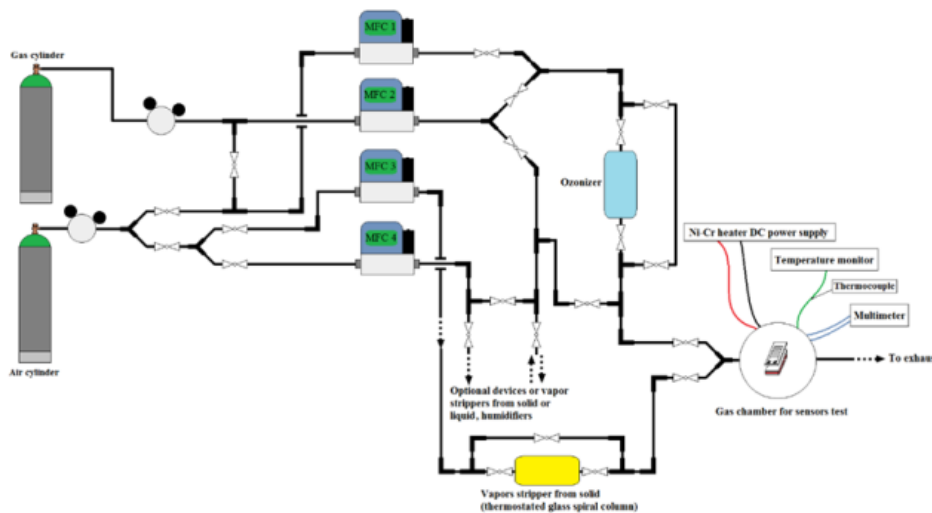 MFC 1
Gas cylinder
MFC 2
MFC 3
Ozonizer
MFC 4
Ni-Cr heater DC power supply
Temperature monitor
Thermocouple
Multimeter
To exhaus
Air cylinder
Optional devices or vapor
strippers from solid or
liquid, humidifiers
Gas chamber for sensors test
Vapors stripper from solid
(thermostated glass spiral column)